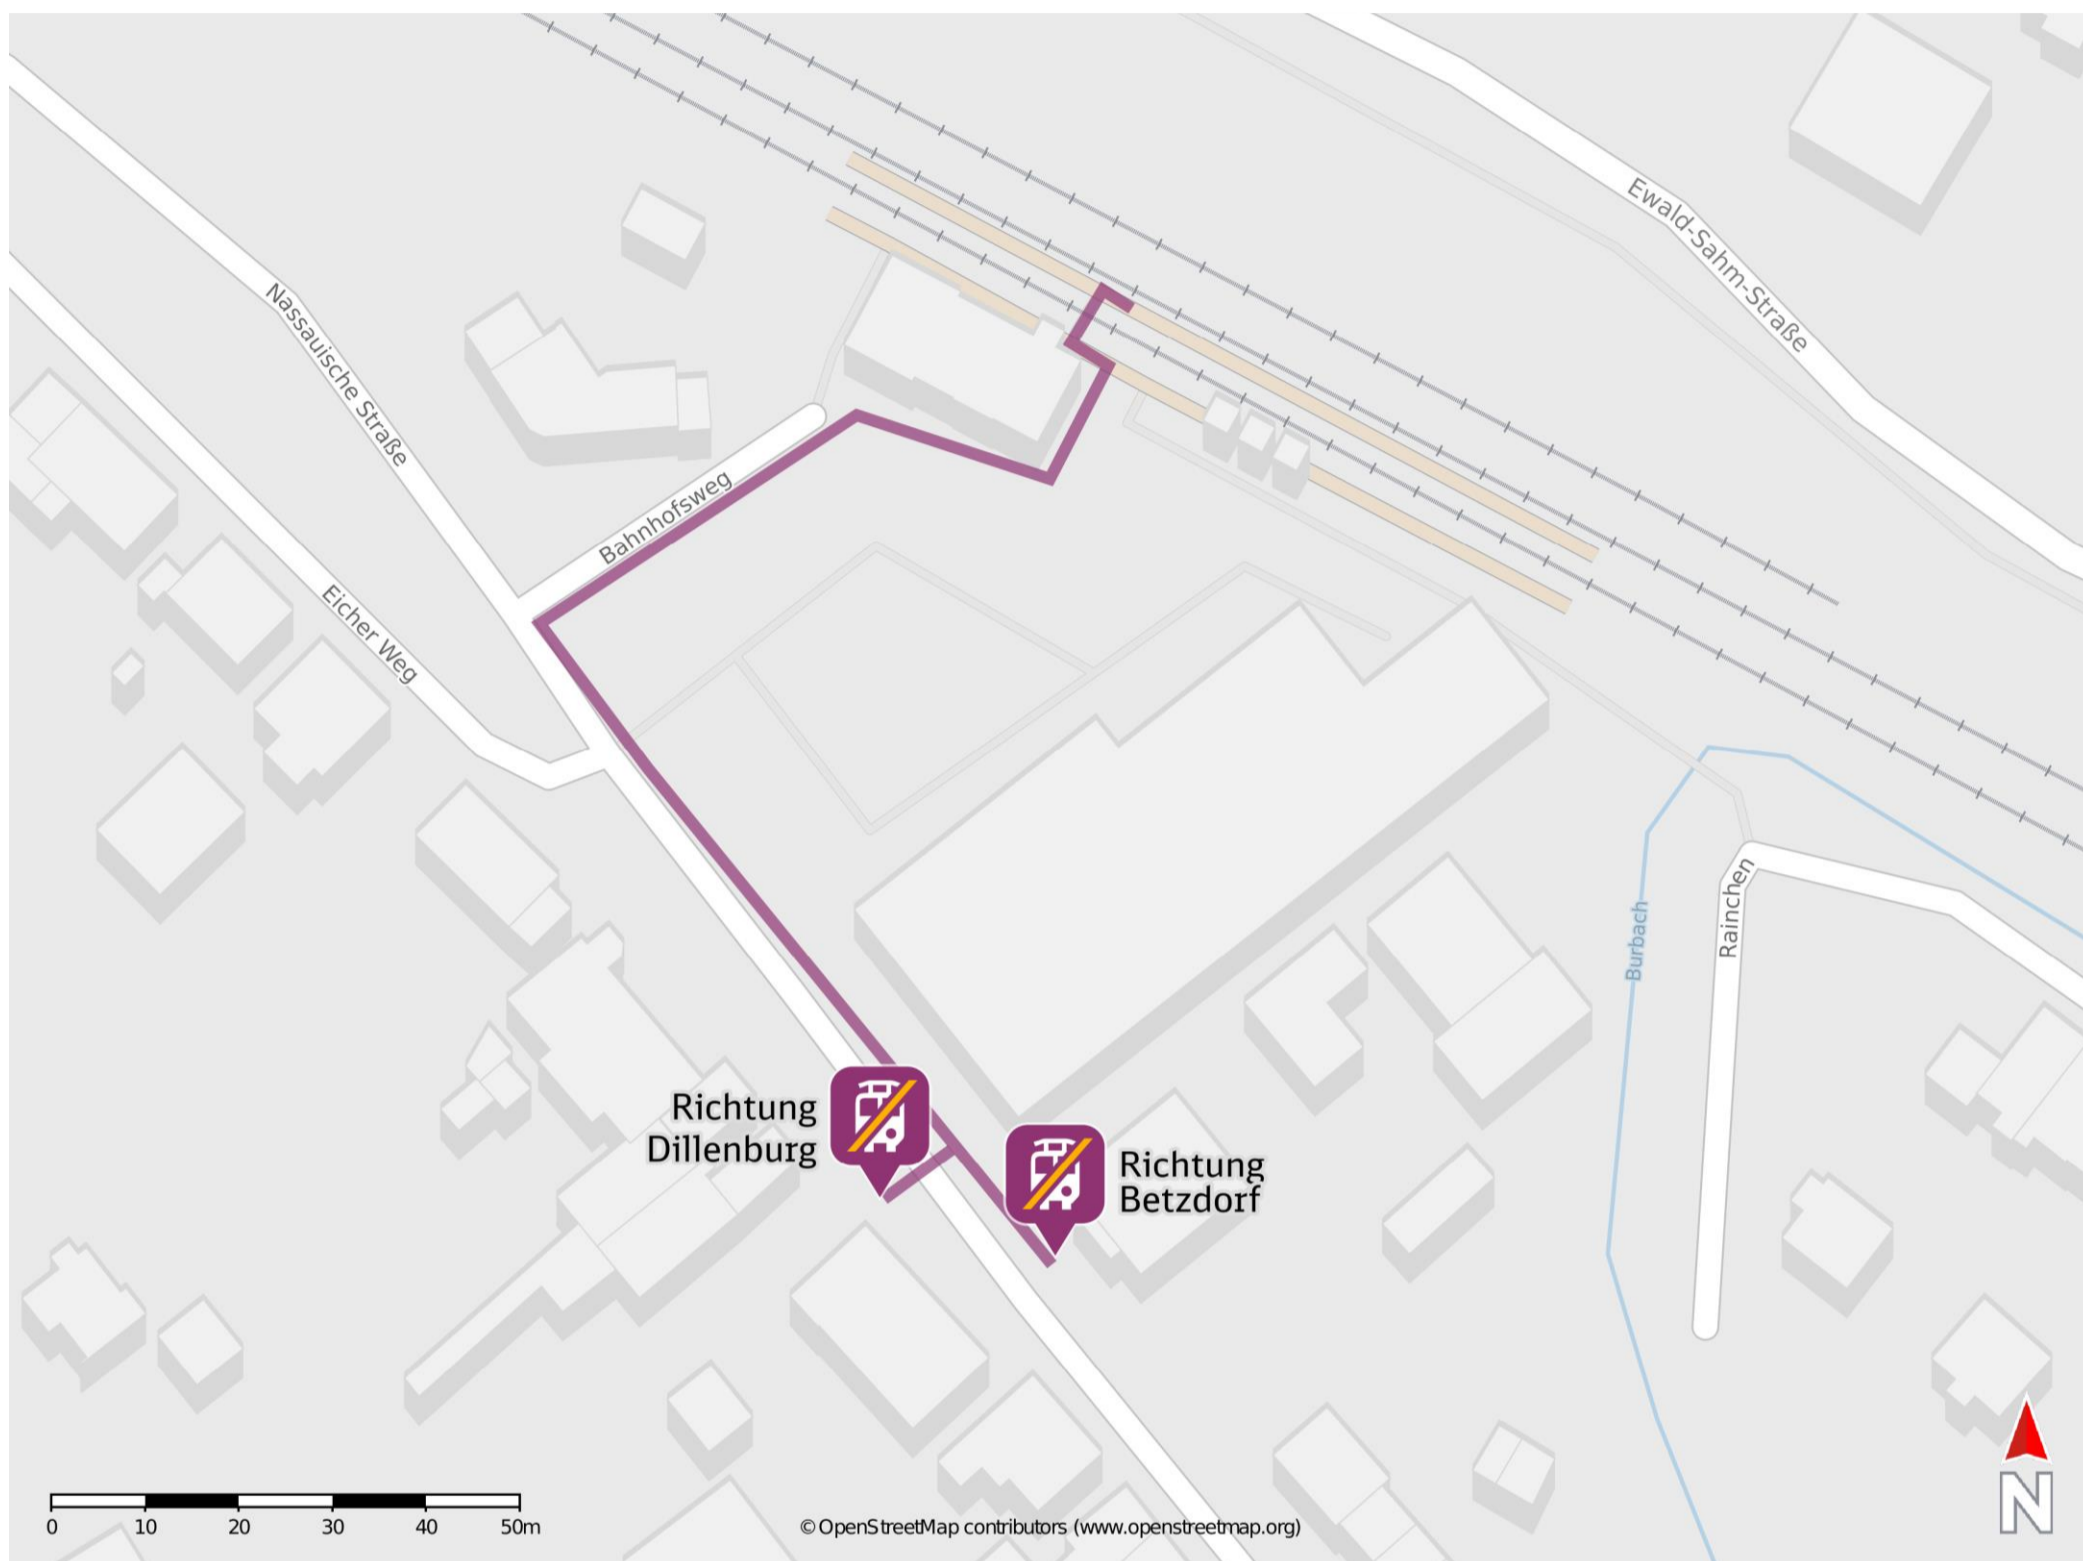 Ewald-Sahm-Straße
Nassauische Straße
Bahnhofsweg
Eicher Weg
Rainchen
Burbach
Richtung
Dillenburg
Richtung
Betzdorf
0 10 20 30 40 50m
© OpenStreetMap contributors (www.openstreetmap.org)
N